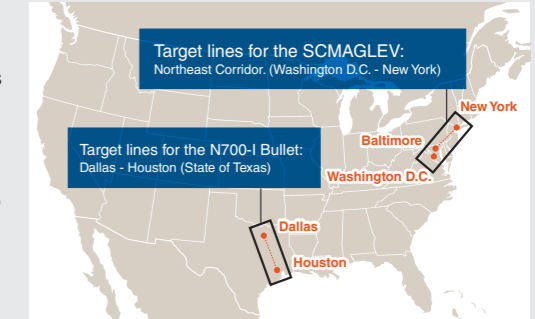 Target lines for the SCMAGLEV:
Northeast Corridor. (Washington D.C. - New York)
New York
Baltimore
Target lines for the N700-I Bullet:
Dallas - Houston (State of Texas)
Washington D.C.
Dallas
Houston